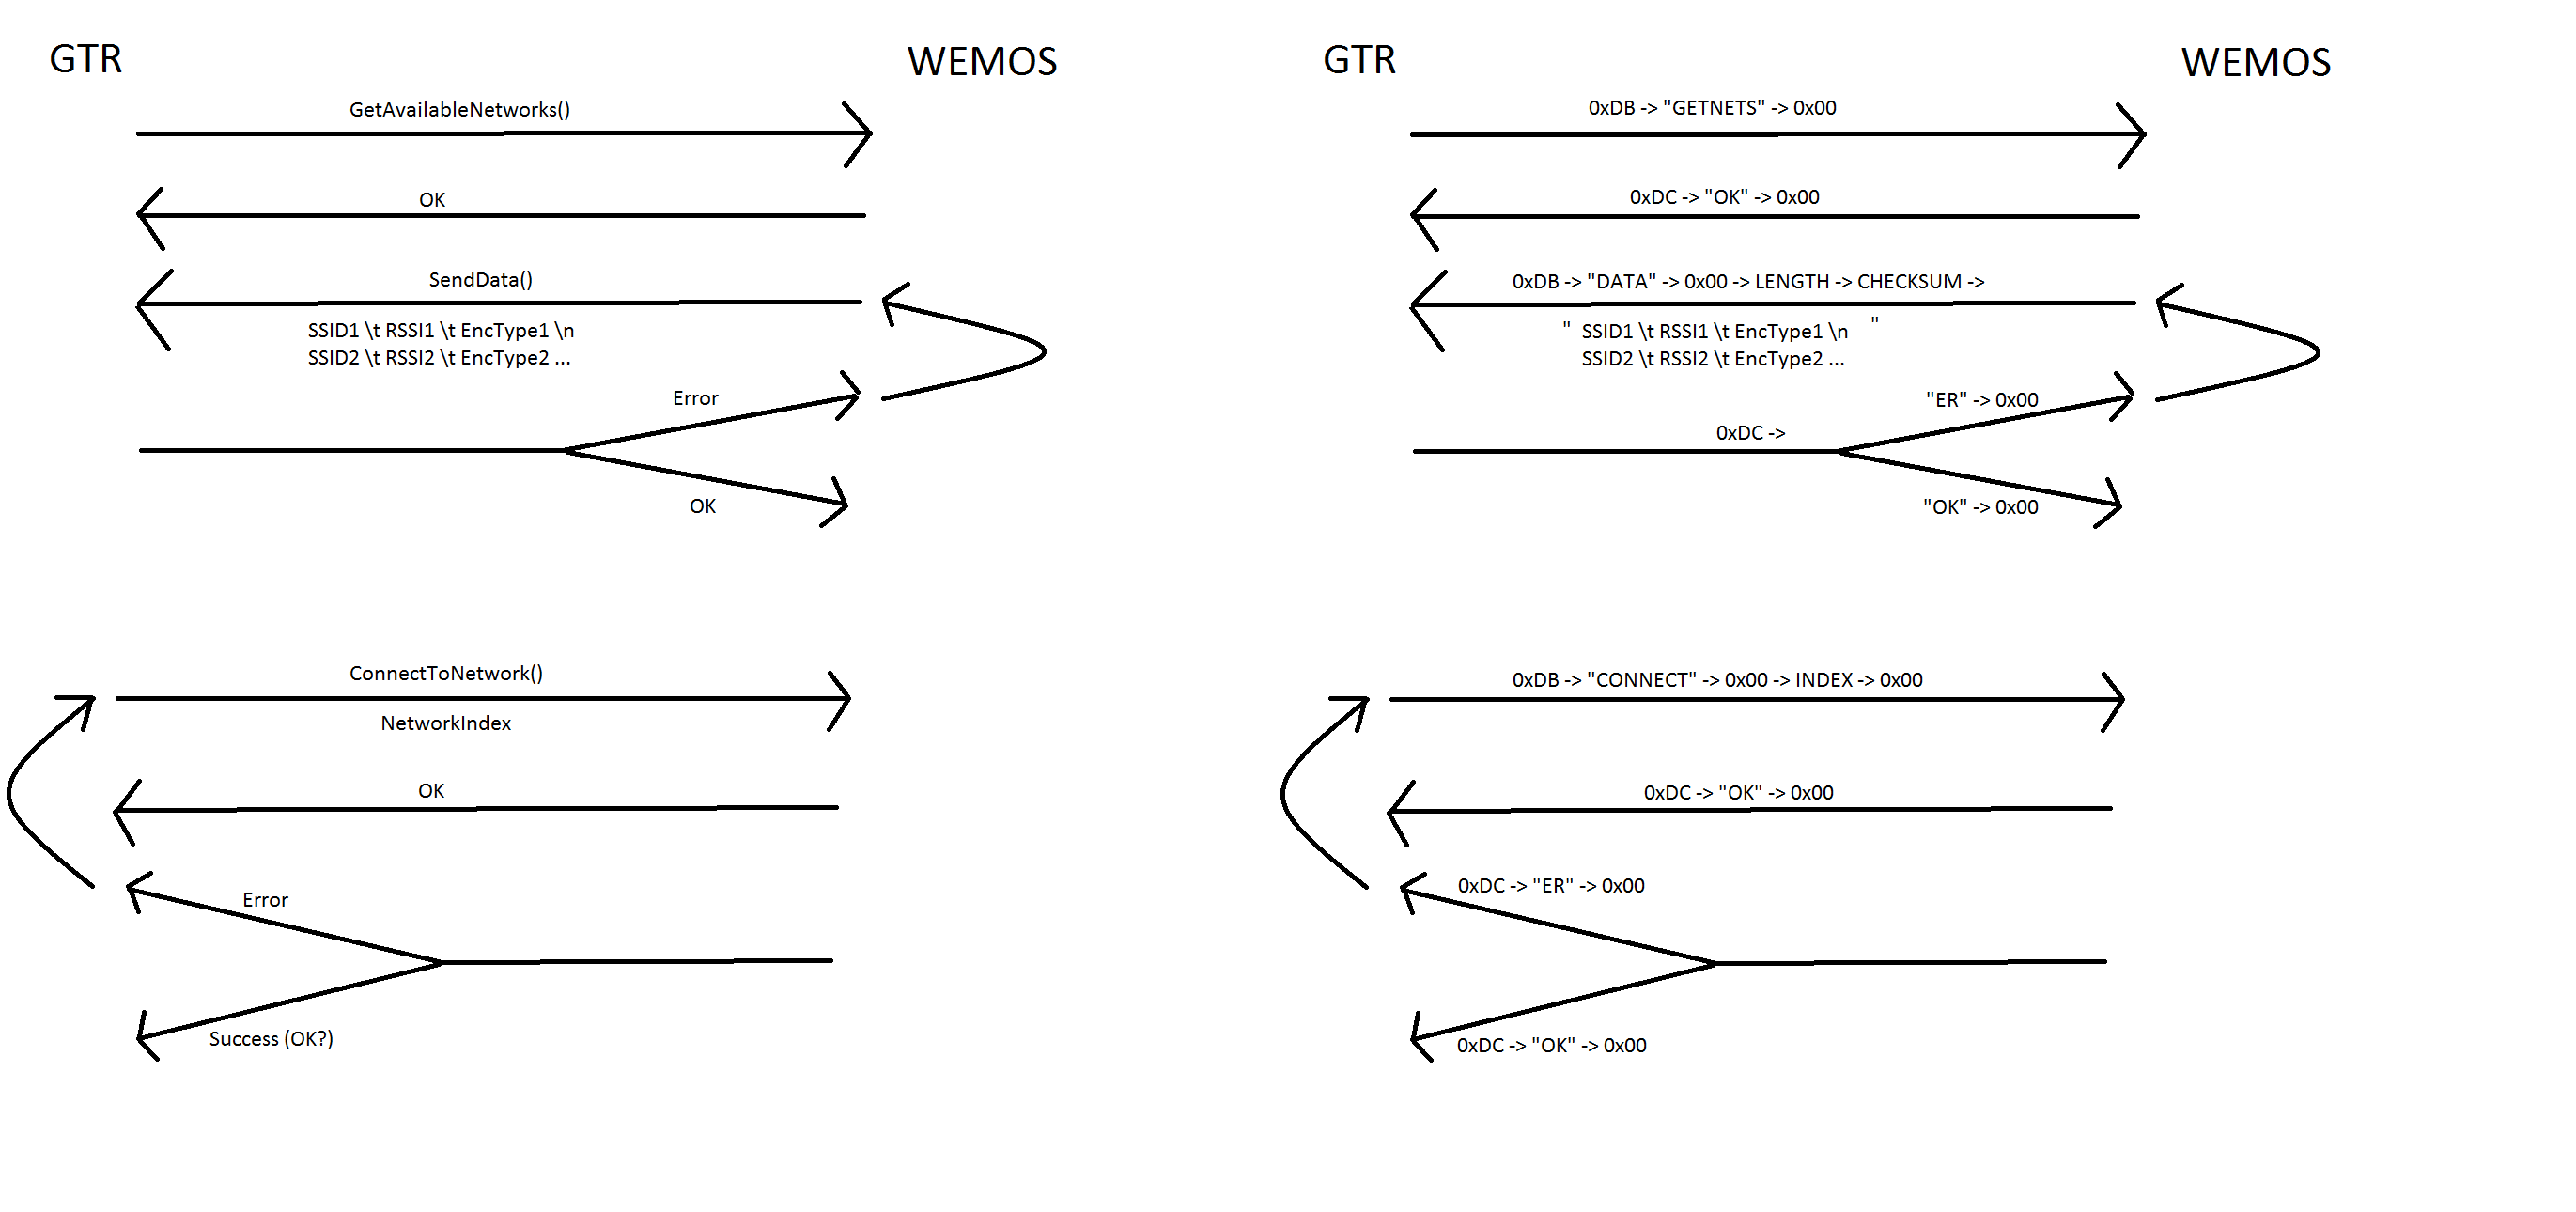 GTR
WEMOS
GetAvailableNetworks()
OK
SendData()
SSID1 \t RSSI1 \t EncType1 \n
SSID2 \t RSSI2 \t EncType2 ...
Error
OK
ConnectToNetwork()
NetworkIndex
OK
Error
Success (OK?)
GTR
WEMOS
0xDB -> "GETNETS" -> 0x00
0xDC -> "OK" -> 0x00
0xDB -> "DATA" -> 0x00 -> LENGTH -> CHECKSUM ->
" SSID1 \t RSSI1 \t EncType1 \n "
SSID2 \t RSSI2 \t EncType2 ...
"ER" -> 0x00
0xDC ->
"OK" -> 0x00
0xDB -> "CONNECT" -> 0x00 -> INDEX -> 0x00
0xDC -> "OK" -> 0x00
0xDC -> "ER" -> 0x00
0xDC -> "OK" -> 0x00